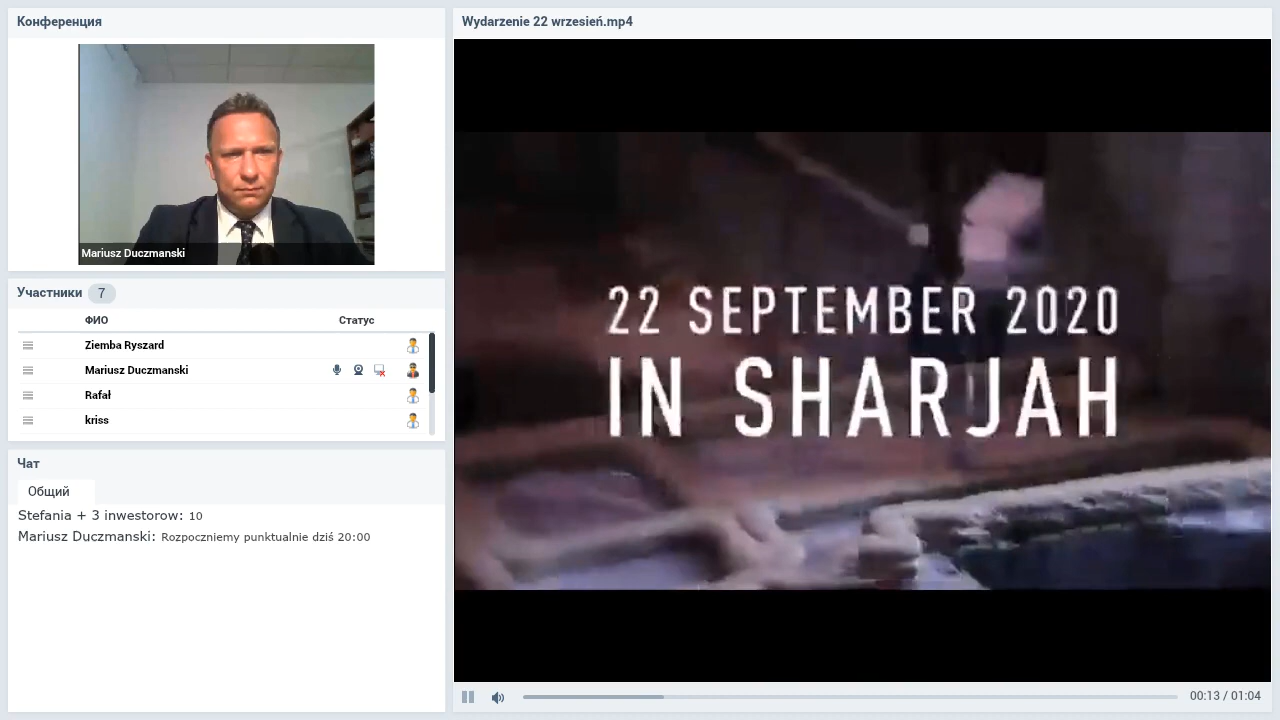 Конференция
Mariusz Duczmanski
Участники 7
ФИО Статус
Ziemba Ryszard
Mariusz Duczmanski
Rafał
kriss
Чат
Общий
Stefania + 3 inwestorow: 10
Mariusz Duczmanski: Rozpoczniemy punktualnie dziś 20:00
Wydarzenie 22 wrzesień.mp4
22 SEPTEMBER 2020
IN SHARJAH
00:13 / 01:04